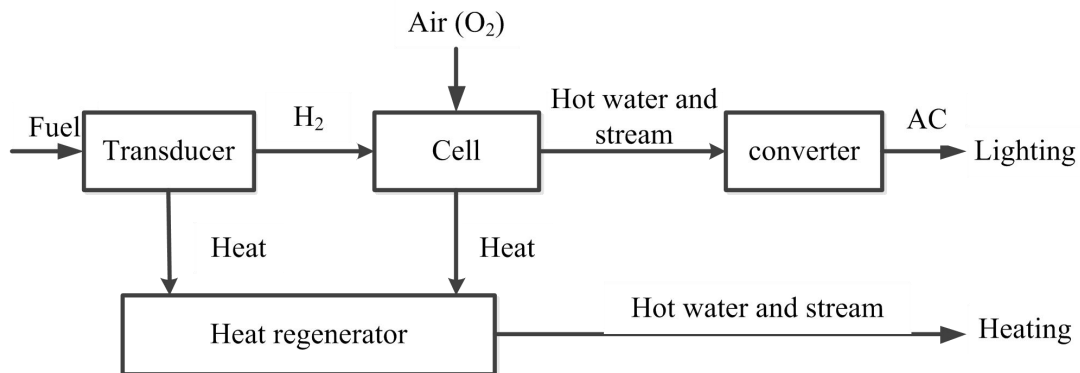 Air (O₂)
Fuel
Transducer
H₂
Cell
Hot water and
stream
converter
AC
Lighting
Heat
Heat
Heat regenerator
Hot water and stream
Heating